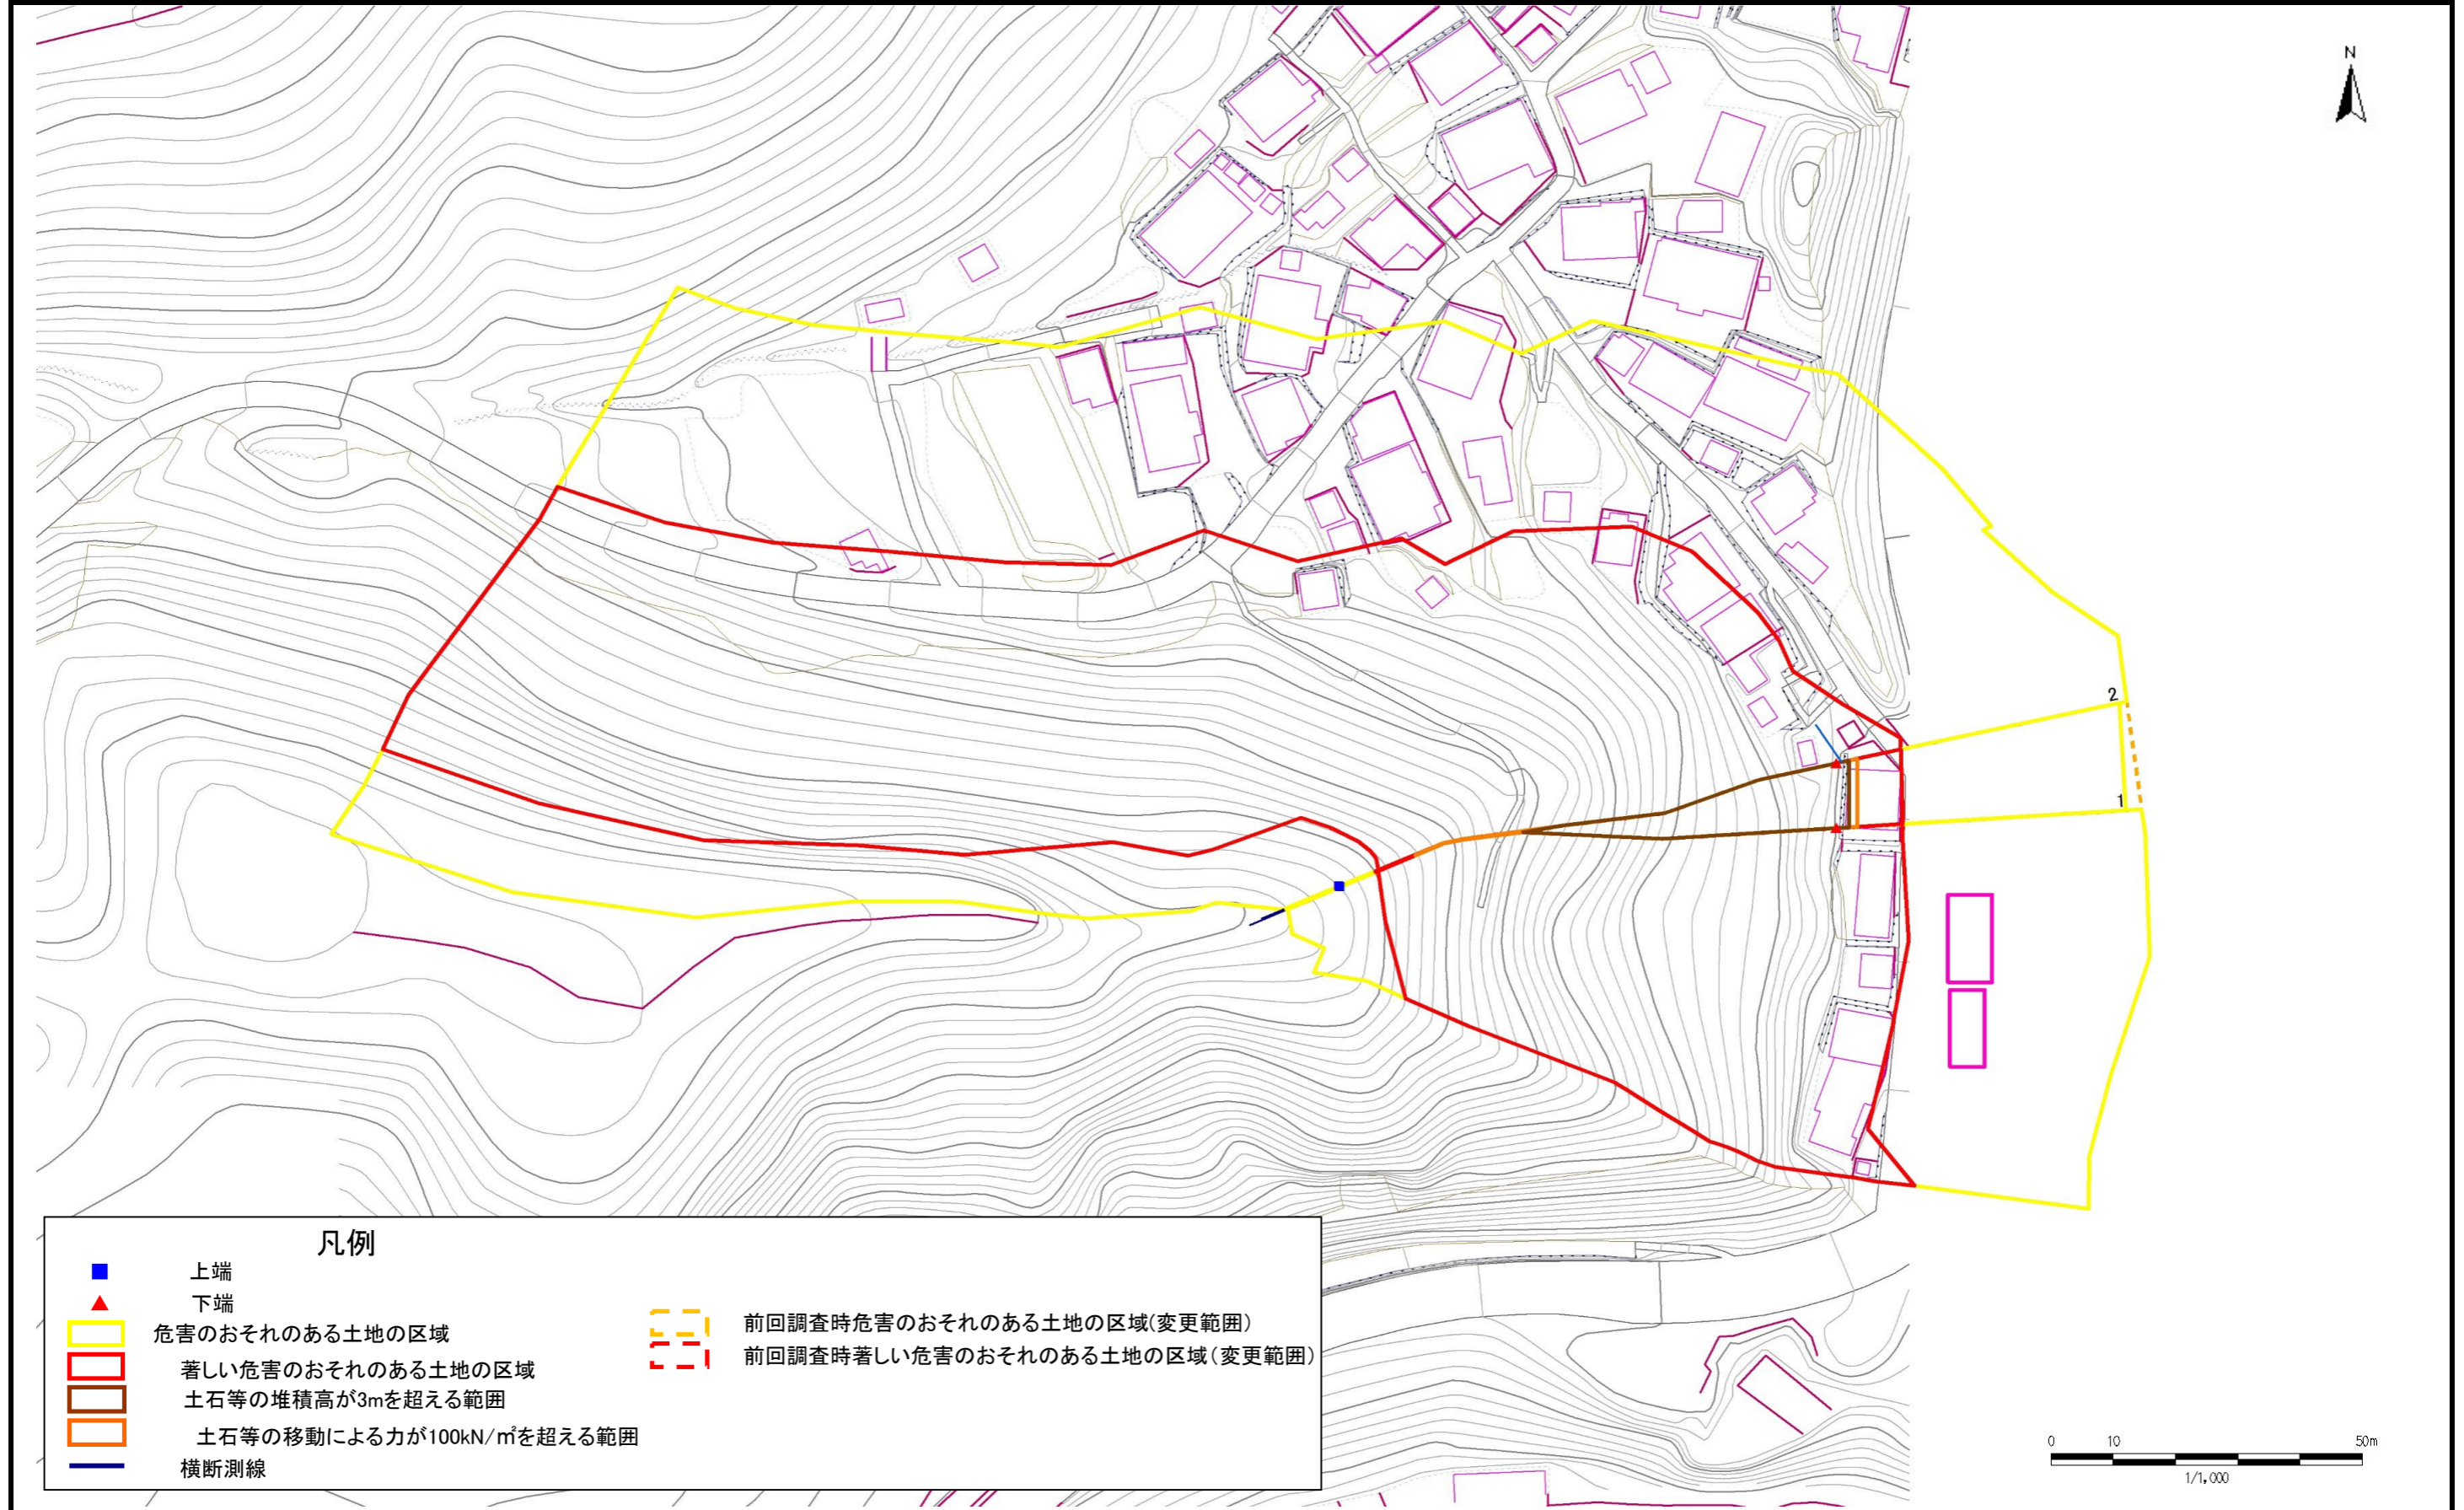 N
2
1
凡例
上端
下端
危害のおそれのある土地の区域
著しい危害のおそれのある土地の区域
土石等の堆積高が3mを超える範囲
土石等の移動による力が100kN/㎡を超える範囲
横断測線
前回調査時危害のおそれのある土地の区域(変更範囲)
前回調査時著しい危害のおそれのある土地の区域(変更範囲)
0 10 50m
1/1,000